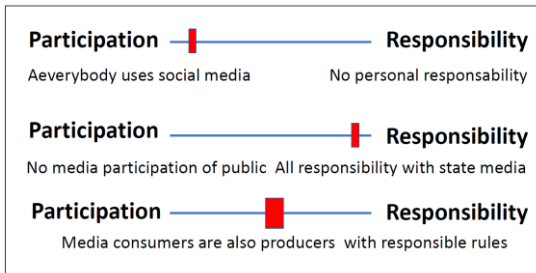 Participation Responsibility
Aeverybody uses social media No personal responsability
Participation Responsibility
No media participation of public All responsibility with state media
Participation Responsibility
Media consumers are also producers with responsible rules